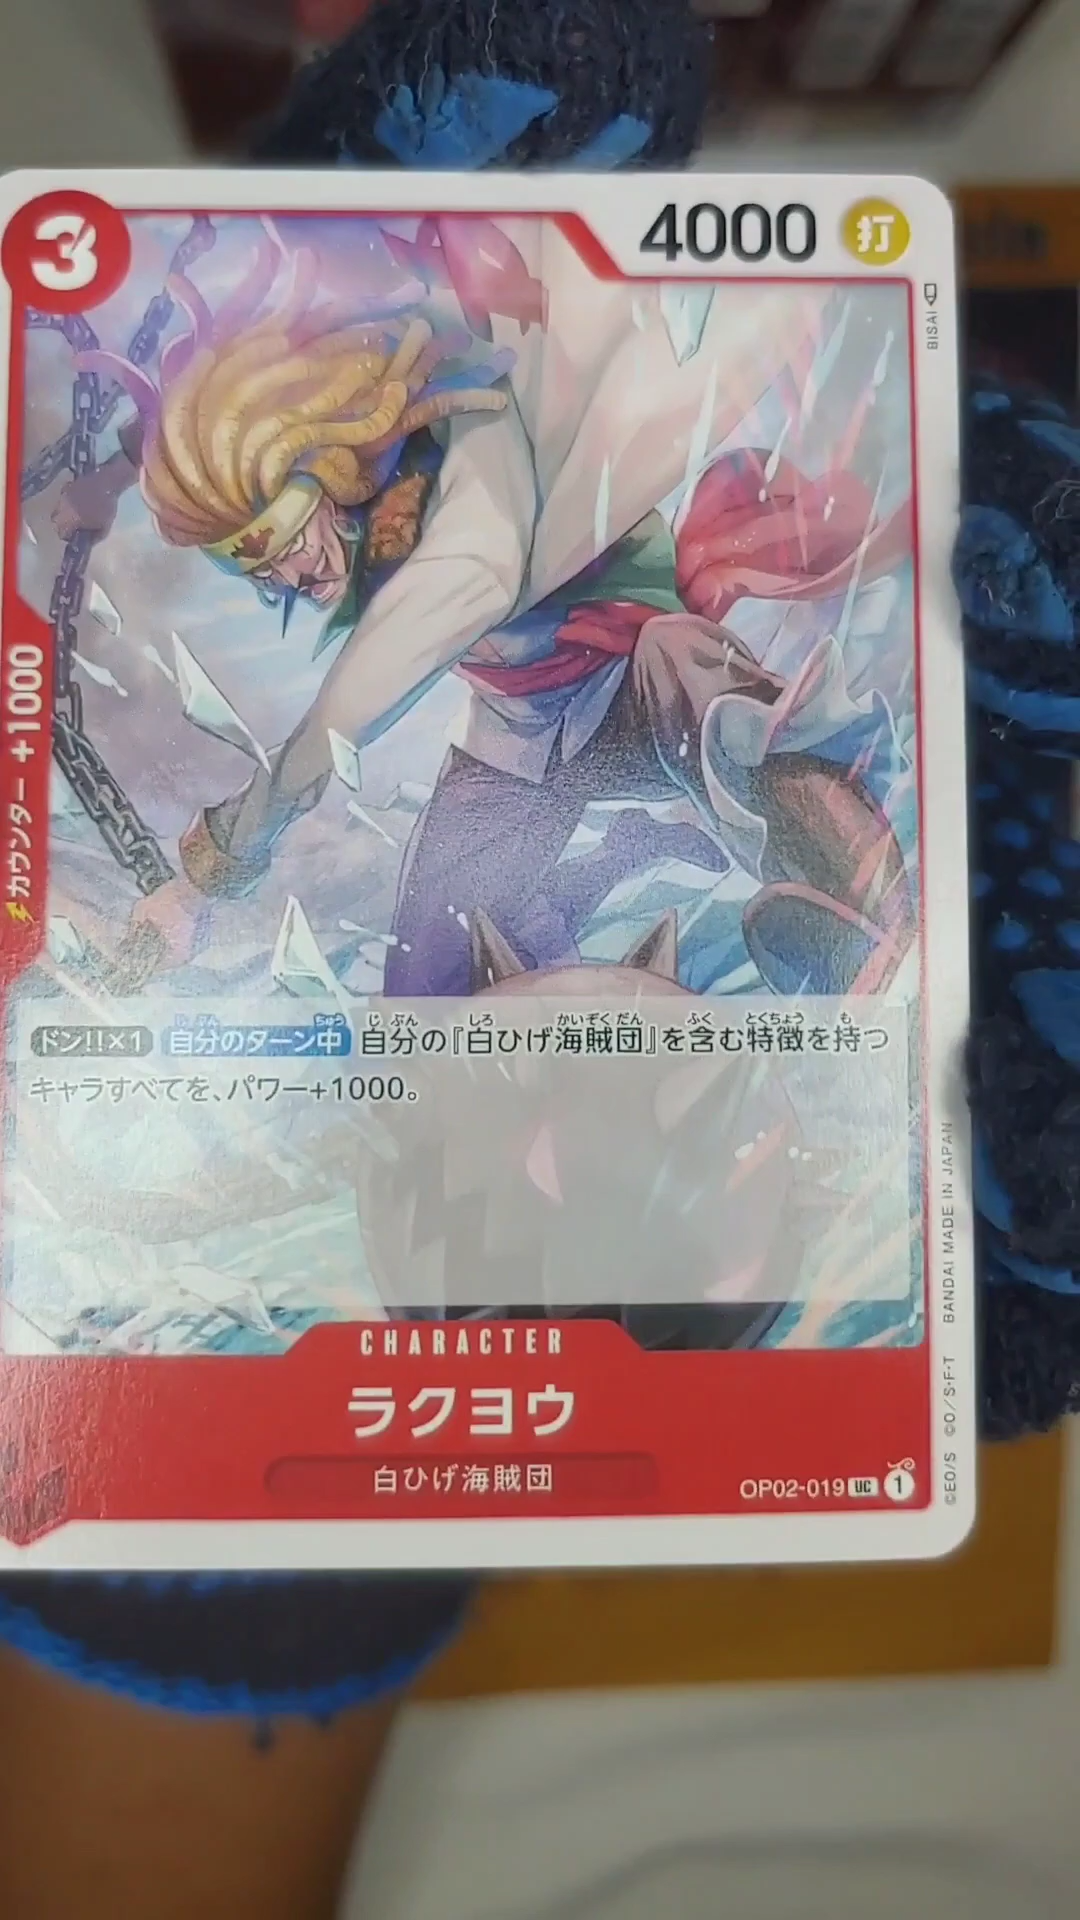 3
4000 打
BISAI
カウンター +1000
ドン!!×1 自分のターン中 自分の『白ひげ海賊団』を含む特徴を持つ
キャラすべてを、パワー+1000。
CHARACTER
ラクヨウ
白ひげ海賊団
OP02-019 UC 1
©EO/S ©O/S・F・T BANDAI MADE IN JAPAN